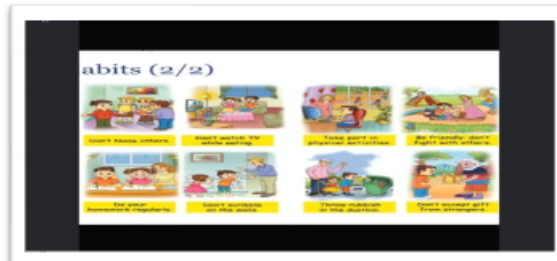 abits (2/2)
Don't tease others.
Don't watch TV
while eating.
Take part in
physical activities.
Be friendly, don't
fight with others.
Do your
homework regularly.
Don't scribble
on the walls.
Throw rubbish
in the dustbin.
Don't accept gift
from strangers.